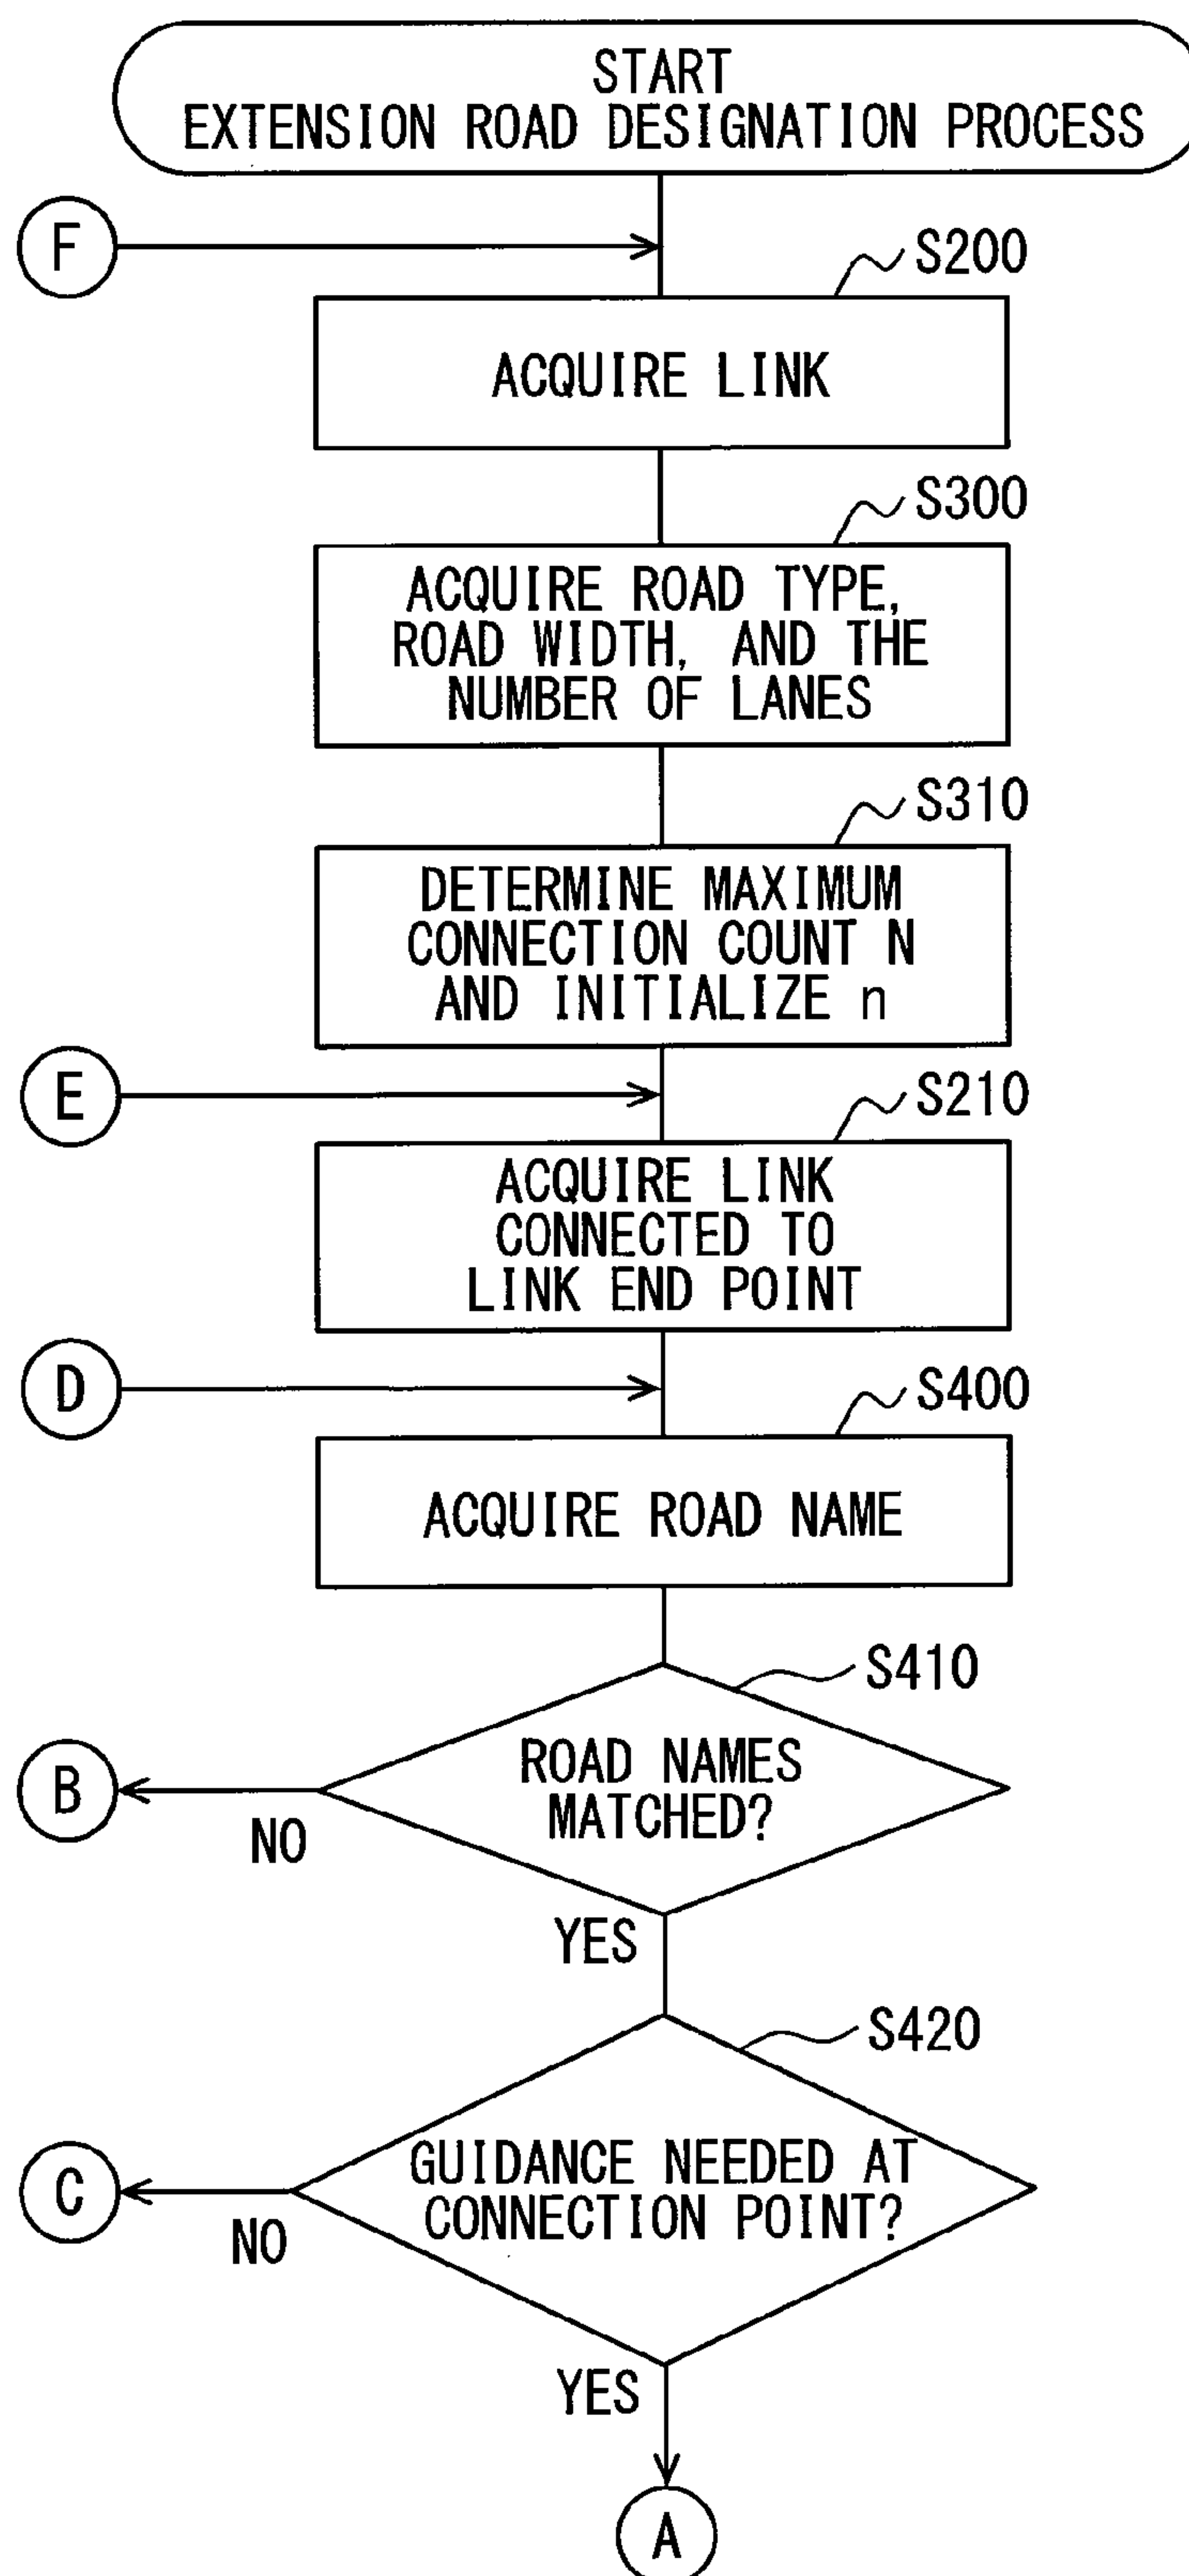 START
EXTENSION ROAD DESIGNATION PROCESS
F
S200
ACQUIRE LINK
S300
ACQUIRE ROAD TYPE,
ROAD WIDTH, AND THE
NUMBER OF LANES
S310
DETERMINE MAXIMUM
CONNECTION COUNT N
AND INITIALIZE n
E
S210
ACQUIRE LINK
CONNECTED TO
LINK END POINT
D
S400
ACQUIRE ROAD NAME
S410
ROAD NAMES
MATCHED?
B
NO
YES
S420
GUIDANCE NEEDED AT
CONNECTION POINT?
C
NO
YES
A